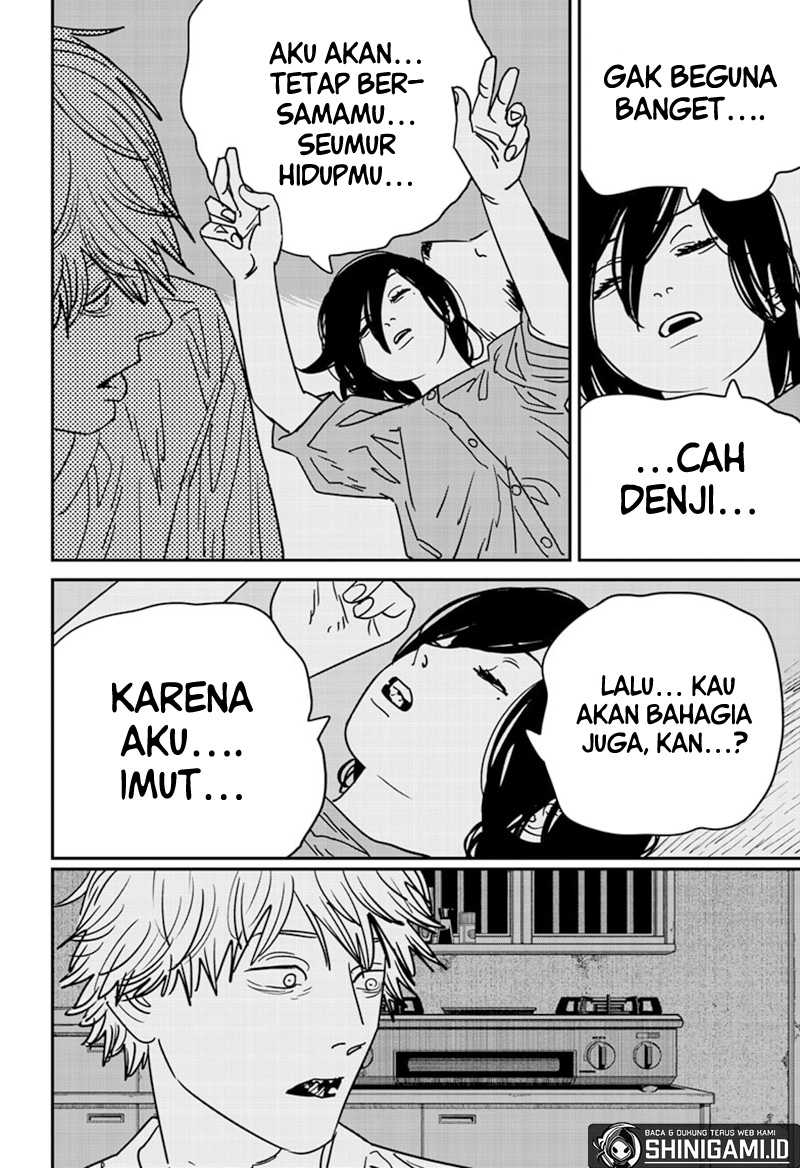 GAK BEGUNA
BANGET....
...CAH
DENJI...
AKU AKAN...
TETAP BER-
SAMAMU...
SEUMUR
HIDUPMU...
LALU... KAU
AKAN BAHAGIA
JUGA, KAN...?
KARENA
AKU....
IMUT...
BACA & DUKUNG TERUS WEB KAMI
SHINIGAMI.ID